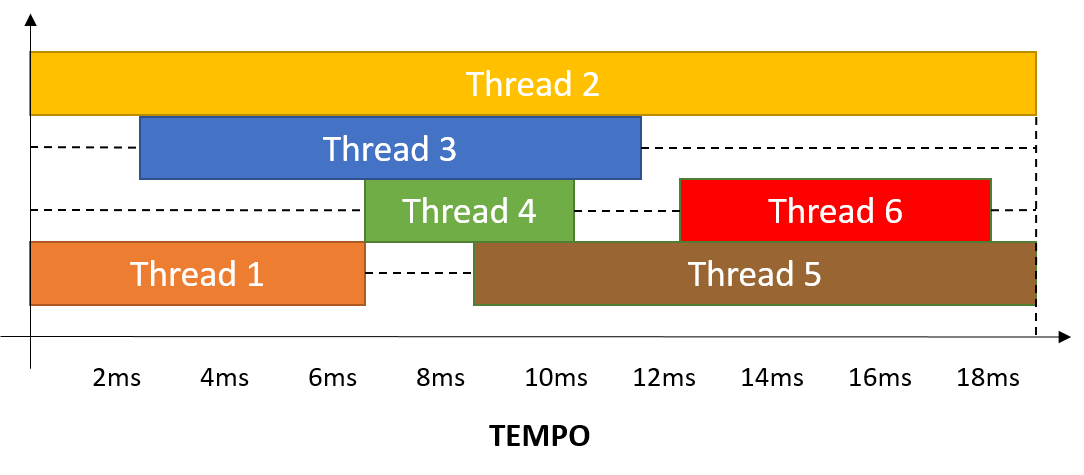 Thread 2
Thread 3
Thread 4 Thread 6
Thread 1 Thread 5
2ms 4ms 6ms 8ms 10ms 12ms 14ms 16ms 18ms
TEMPO